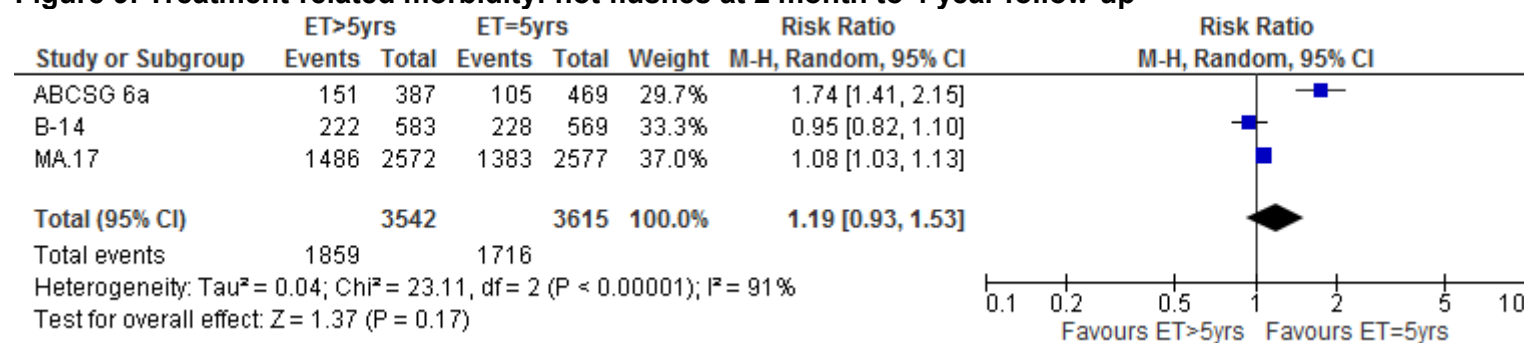 ET>5yrs ET=5yrs Risk Ratio Risk Ratio
Study or Subgroup Events Total Events Total Weight M-H, Random, 95% CI M-H, Random, 95% CI
ABCSG 6a 151 387 105 469 29.7% 1.74 [1.41, 2.15]
B-14 222 583 228 569 33.3% 0.95 [0.82, 1.10]
MA.17 1486 2572 1383 2577 37.0% 1.08 [1.03, 1.13]
Total (95% CI) 3542 3615 100.0% 1.19 [0.93, 1.53]
Total events 1859 1716
Heterogeneity: Tau² = 0.04; Chi² = 23.11, df = 2 (P < 0.00001); I² = 91%
Test for overall effect: Z = 1.37 (P = 0.17)
0.1 0.2 0.5 1 2 5 10
Favours ET>5yrs Favours ET=5yrs